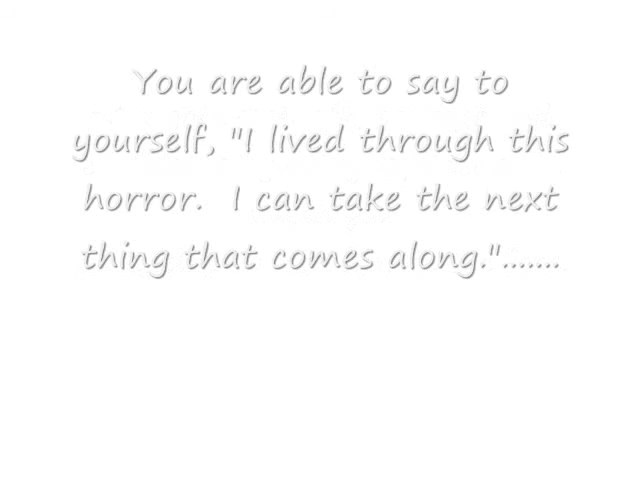 You are able to say to
yourself, "I lived through this
horror.  I can take the next
thing that comes along.".......